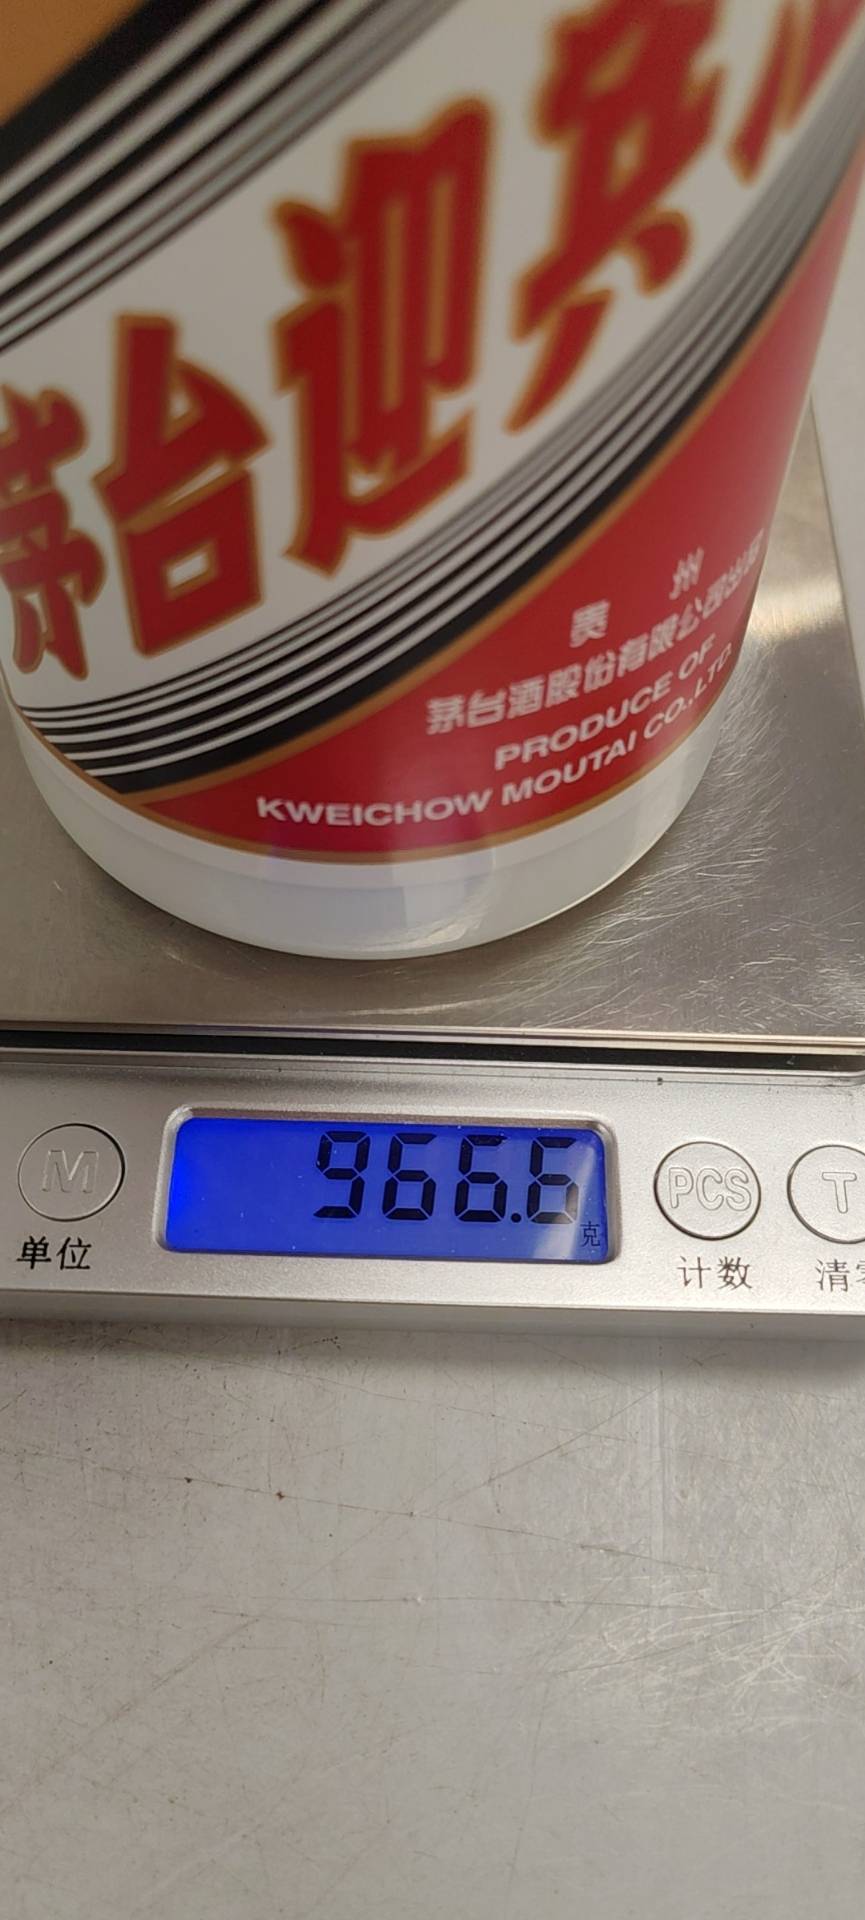 茅台迎宾
贵州
茅台酒股份有限公司出品
PRODUCE OF
KWEICHOW MOUTAI CO.,LTD.
966.6
克
M
单位
PCS
计数
T
清